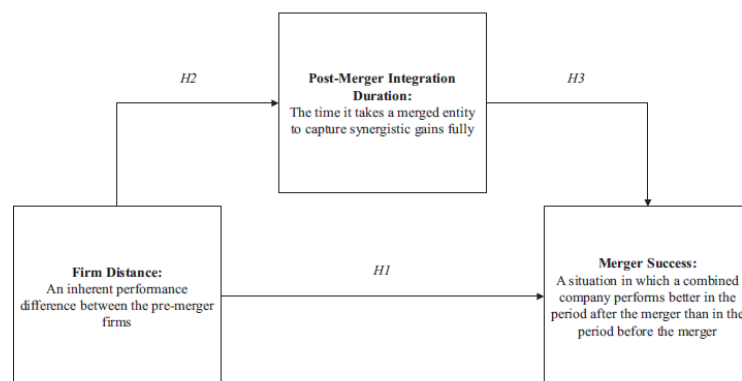 H2
Post-Merger Integration
Duration:
The time it takes a merged entity
to capture synergistic gains fully
H3
Firm Distance:
An inherent performance
difference between the pre-merger
firms
H1
Merger Success:
A situation in which a combined
company performs better in the
period after the merger than in the
period before the merger